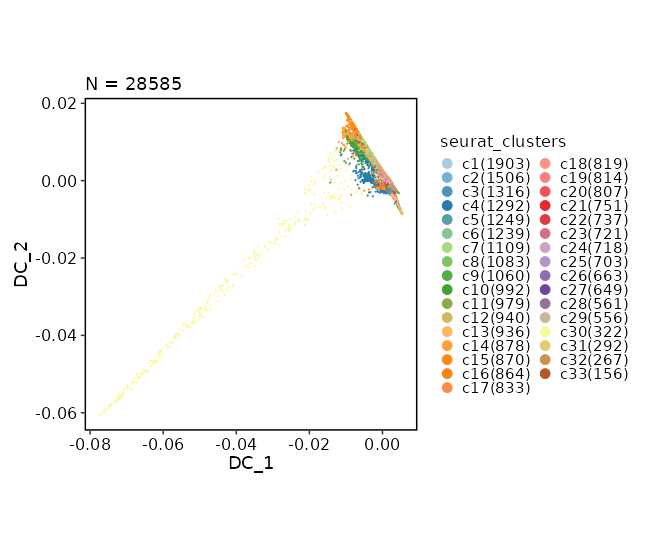 N = 28585
DC_2
0.02
0.00
-0.02
-0.04
-0.06
-0.08
-0.06
-0.04
-0.02
0.00
DC_1
seurat_clusters
c1(1903)
c2(1506)
c3(1316)
c4(1292)
c5(1249)
c6(1239)
c7(1109)
c8(1083)
c9(1060)
c10(992)
c11(979)
c12(940)
c13(936)
c14(878)
c15(870)
c16(864)
c17(833)
c18(819)
c19(814)
c20(807)
c21(751)
c22(737)
c23(721)
c24(718)
c25(703)
c26(663)
c27(649)
c28(561)
c29(556)
c30(322)
c31(292)
c32(267)
c33(156)